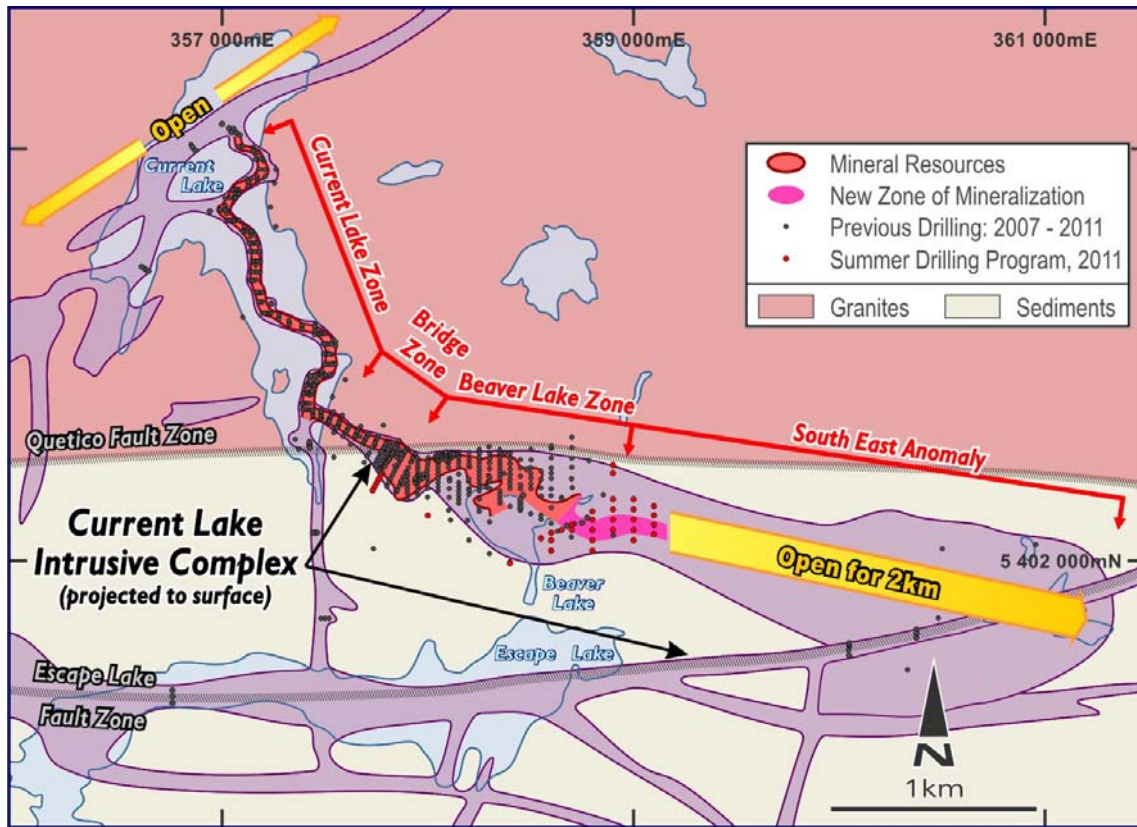 357 000mE
359 000mE
361 000mE
Open
Current
Lake
Current Lake Zone
Mineral Resources
New Zone of Mineralization
Previous Drilling: 2007 - 2011
Summer Drilling Program, 2011
Granites
Sediments
Bridge
Zone
Beaver Lake Zone
South East Anomaly
Quetico Fault Zone
Current Lake
Intrusive Complex
(projected to surface)
Open for 2km
5 402 000mN
Beaver
Lake
Escape Lake
Escape Lake
Fault Zone
N
1km